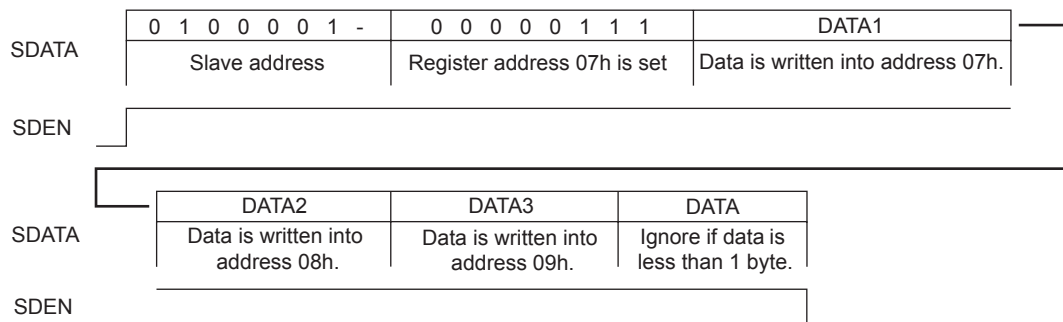 0 1 0 0 0 0 1 - 0 0 0 0 0 1 1 1 DATA1
SDATA
Slave address Register address 07h is set Data is written into address 07h.
SDEN
DATA2 DATA3 DATA
SDATA
Data is written into Data is written into Ignore if data is
address 08h. address 09h. less than 1 byte.
SDEN